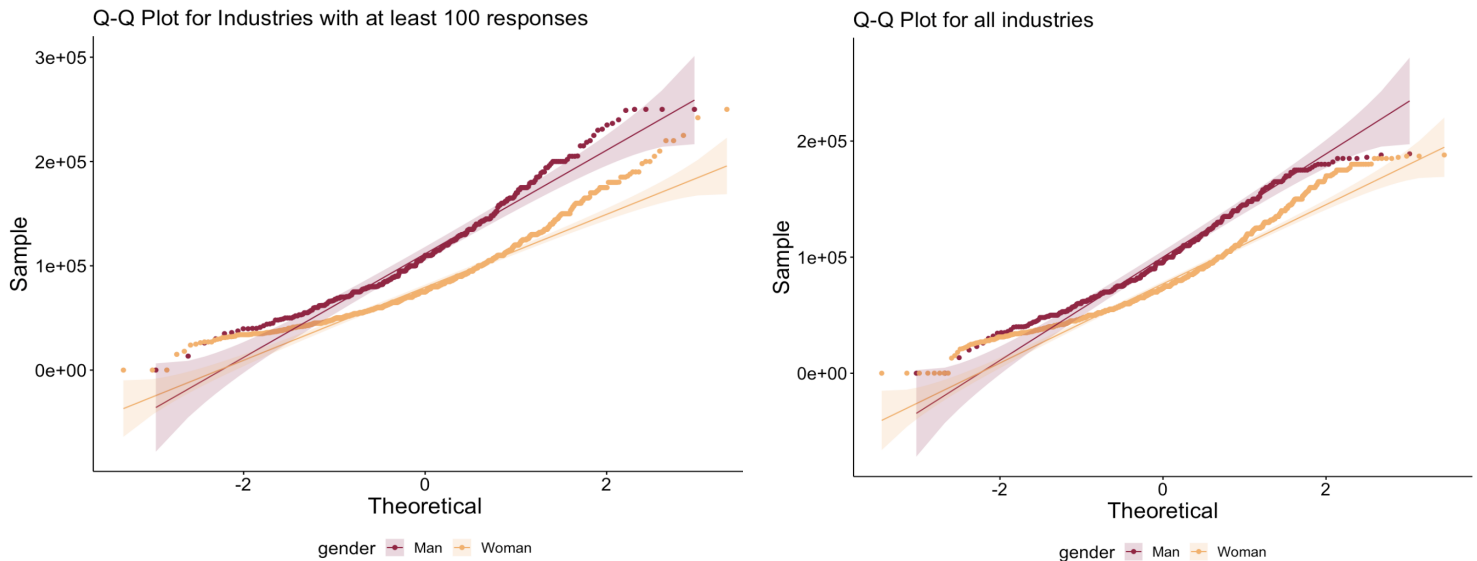 Q-Q Plot for Industries with at least 100 responses
3e+05
2e+05
1e+05
0e+00
Sample
-2
0
2
Theoretical
gender Man Woman
Q-Q Plot for all industries
2e+05
1e+05
0e+00
Sample
-2
0
2
Theoretical
gender Man Woman